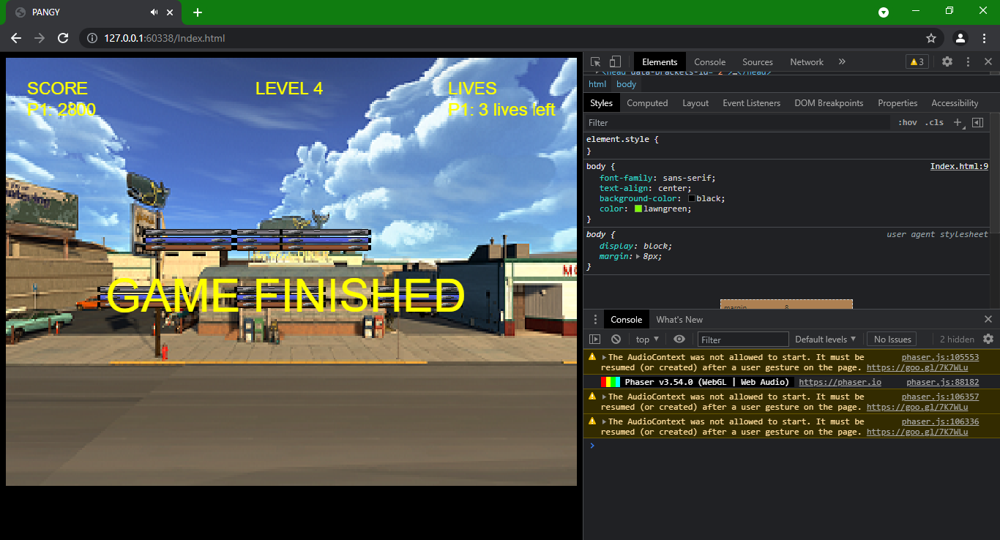 PANGY
127.0.0.1:60338/Index.html
SCORE
LEVEL 4
LIVES
P1: 2800
P1: 3 lives left
GAME FINISHED
Elements
Console
Sources
Network
3
<head data-brackets-id="2">…</head>
html
body
Styles
Computed
Layout
Event Listeners
DOM Breakpoints
Properties
Accessibility
Filter
:hov
.cls
element.style {
}
body {
Index.html:9
font-family: sans-serif;
text-align: center;
background-color: black;
color: lawngreen;
}
body {
user agent stylesheet
display: block;
margin: 8px;
}
margin
8
Console
What's New
top
Filter
Default levels
No Issues
2 hidden
The AudioContext was not allowed to start. It must be
phaser.js:105553
resumed (or created) after a user gesture on the page. https://goo.gl/7K7WLu
Phaser v3.54.0 (WebGL | Web Audio) https://phaser.io
phaser.js:88182
The AudioContext was not allowed to start. It must be
phaser.js:106357
resumed (or created) after a user gesture on the page. https://goo.gl/7K7WLu
The AudioContext was not allowed to start. It must be
phaser.js:106336
resumed (or created) after a user gesture on the page. https://goo.gl/7K7WLu